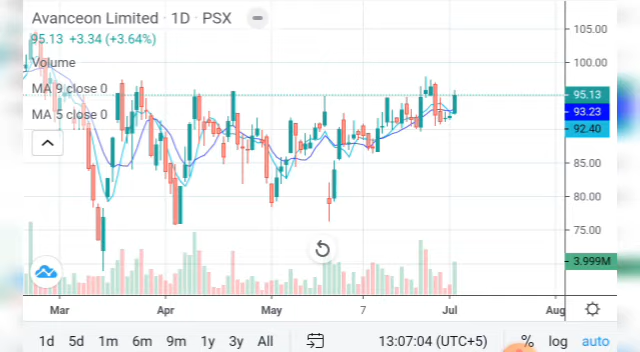 Avanceon Limited · 1D · PSX
95.13 +3.34 (+3.64%)
Volume
MA 9 close 0
MA 5 close 0
105.00
100.00
95.13
93.23
92.40
85.00
80.00
75.00
3.999M
Mar Apr May 7 Jul Aug
1d 5d 1m 6m 9m 1y 3y All 13:07:04 (UTC+5) % log auto